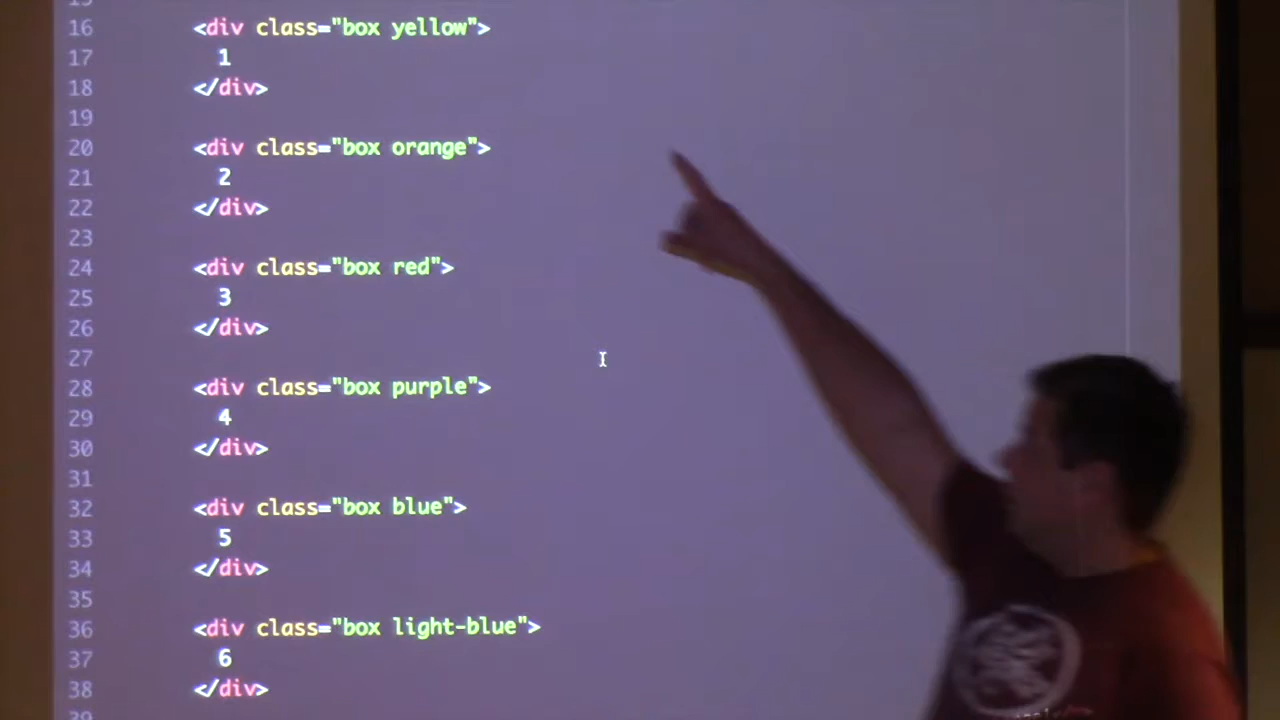 16 <div class="box yellow">
17 1
18 </div>
19
20 <div class="box orange">
21 2
22 </div>
23
24 <div class="box red">
25 3
26 </div>
27
28 <div class="box purple">
29 4
30 </div>
31
32 <div class="box blue">
33 5
34 </div>
35
36 <div class="box light-blue">
37 6
38 </div>